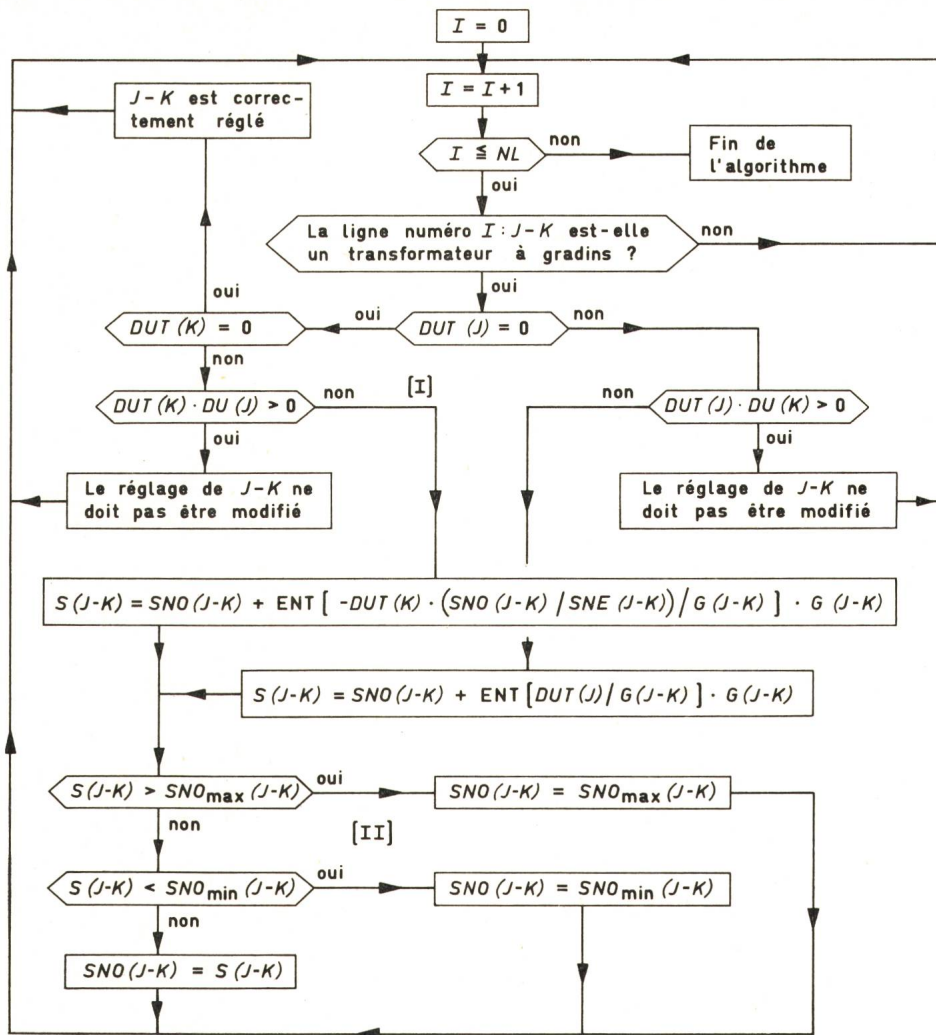 I = 0
I = I+1
J-K est correc-
tement réglé
I ≦ NL
non
Fin de
l'algorithme
oui
La ligne numéro I : J-K est-elle
un transformateur à gradins ?
non
oui
oui
DUT (K) = 0
oui
DUT (J) = 0
non
non
[I]
DUT (K) · DU (J) > 0
non
non
DUT (J) · DU (K) > 0
oui
oui
Le réglage de J-K ne
doit pas être modifié
Le réglage de J-K ne
doit pas être modifié
S (J-K) = SNO (J-K) + ENT [ -DUT (K) · (SNO (J-K) / SNE (J-K)) / G (J-K) ] · G (J-K)
S (J-K) = SNO (J-K) + ENT [DUT (J) / G (J-K) ] · G (J-K)
S (J-K) > SNOmax (J-K)
oui
SNO (J-K) = SNOmax (J-K)
non
[II]
S (J-K) < SNOmin (J-K)
oui
SNO (J-K) = SNOmin (J-K)
non
SNO (J-K) = S (J-K)